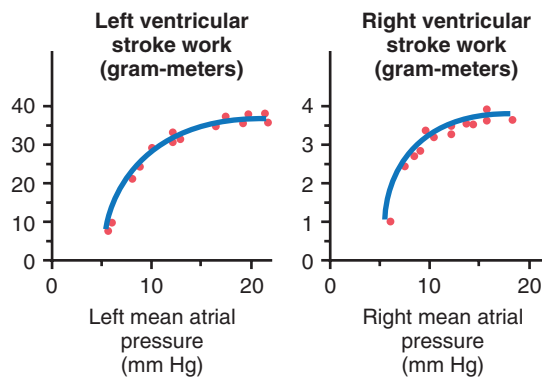 Left ventricular
stroke work
(gram-meters)
40
30
20
10
0
0 10 20
Left mean atrial
pressure
(mm Hg)
Right ventricular
stroke work
(gram-meters)
4
3
2
1
0
0 10 20
Right mean atrial
pressure
(mm Hg)